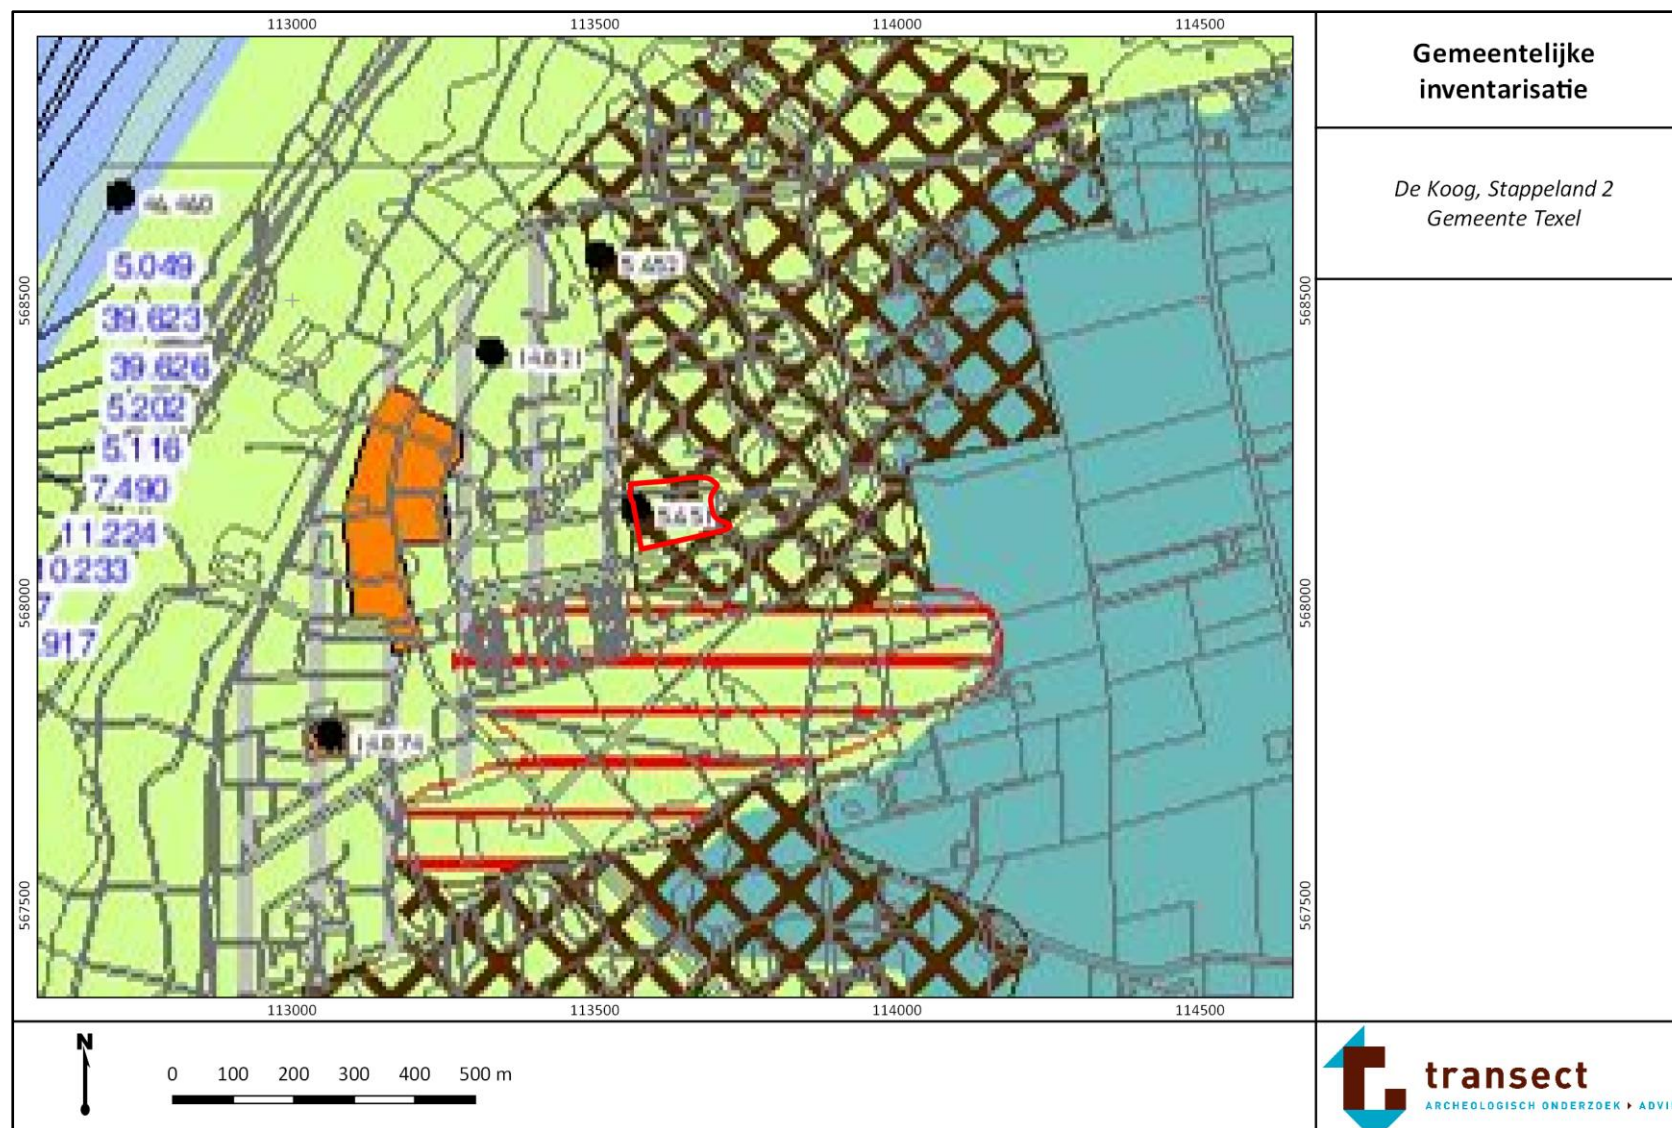 113000 113500 114000 114500
Gemeentelijke
inventarisatie
De Koog, Stappeland 2
Gemeente Texel
5.049
39.623
39.626
5.202
5.116
7.490
11.224
10.233
7
.917
568500
568000
567500
568500
568000
567500
113000 113500 114000 114500
N
0 100 200 300 400 500 m
transect
ARCHEOLOGISCH ONDERZOEK ▸ ADVI